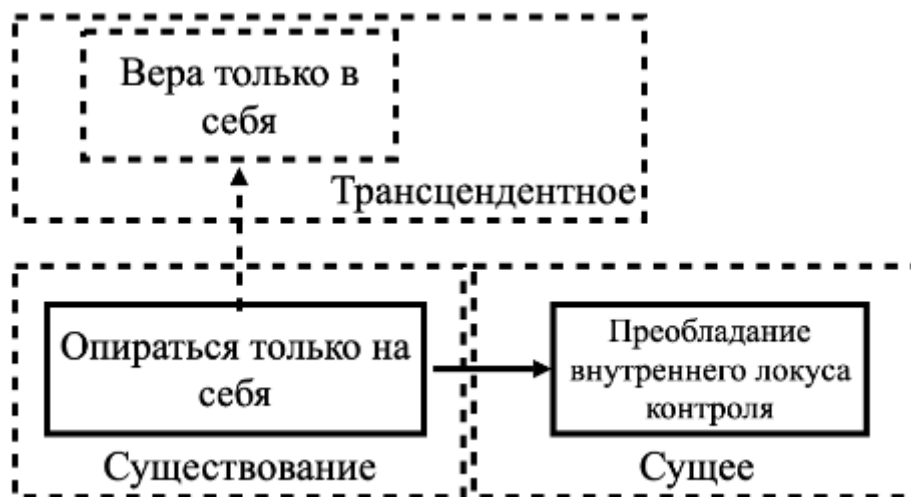 Вера только в
себя
Трансцендентное
Опираться только на
себя
Существование
Преобладание
внутреннего локуса
контроля
Сущее